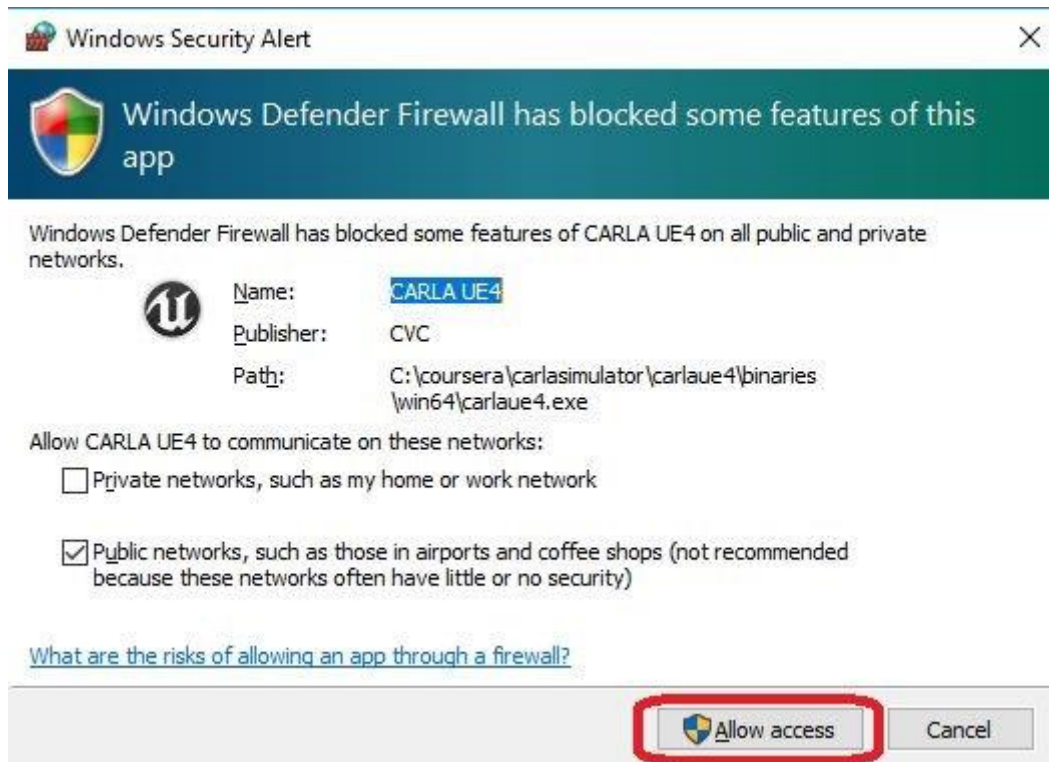 Windows Security Alert
Windows Defender Firewall has blocked some features of this
app
Windows Defender Firewall has blocked some features of CARLA UE4 on all public and private
networks.
Name: CARLA UE4
Publisher: CVC
Path: C:\coursera\carlasimulator\carlaue4\binaries
\win64\carlaue4.exe
Allow CARLA UE4 to communicate on these networks:
Private networks, such as my home or work network
Public networks, such as those in airports and coffee shops (not recommended
because these networks often have little or no security)
What are the risks of allowing an app through a firewall?
Allow access Cancel